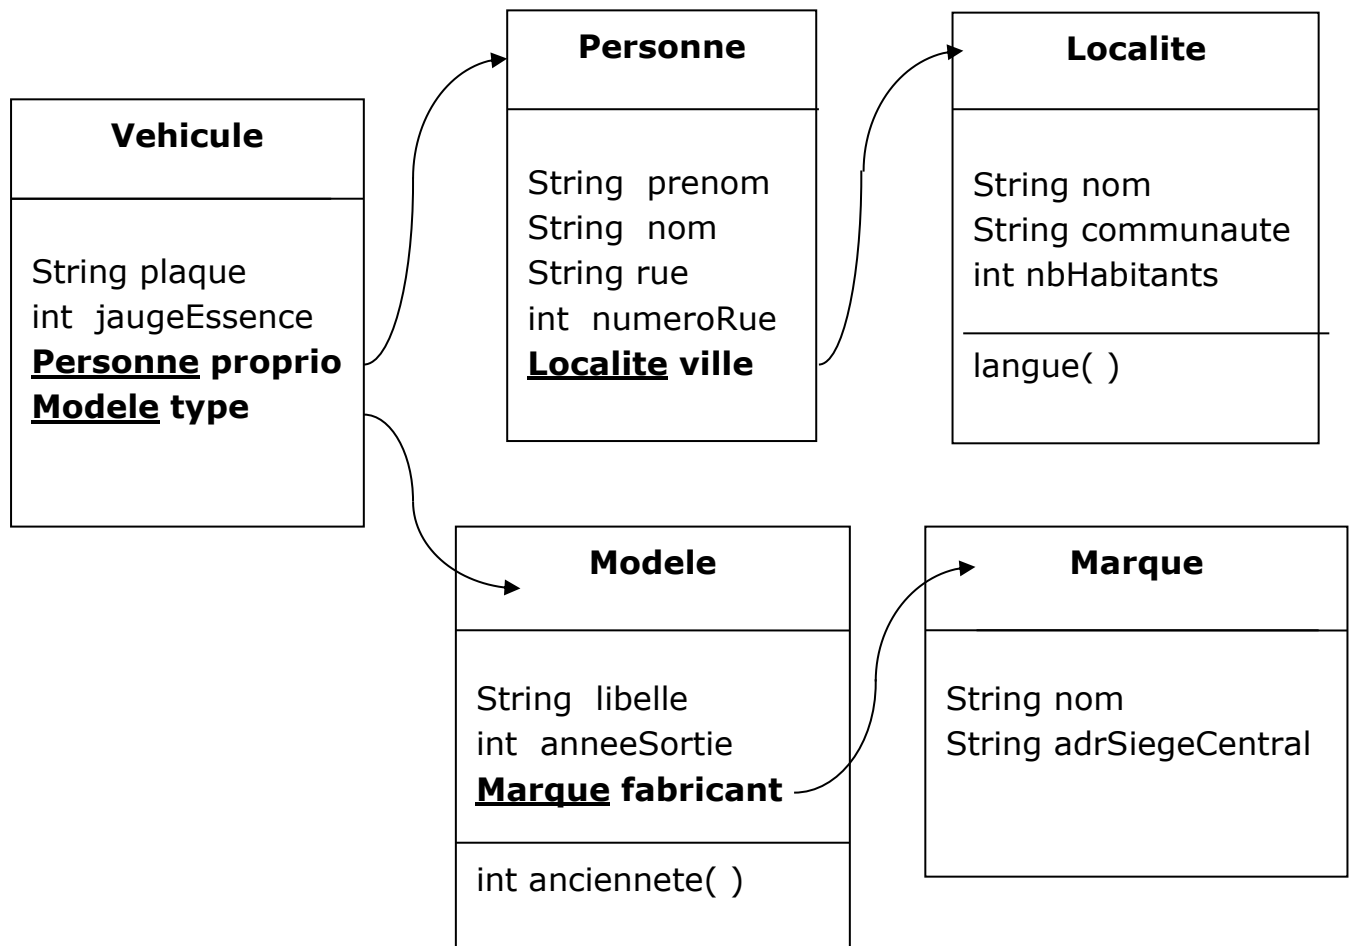 Vehicule
String plaque
int jaugeEssence
Personne proprio
Modele type
Personne
String prenom
String nom
String rue
int numeroRue
Localite ville
Localite
String nom
String communaute
int nbHabitants
langue( )
Modele
String libelle
int anneeSortie
Marque fabricant
int anciennete( )
Marque
String nom
String adrSiegeCentral